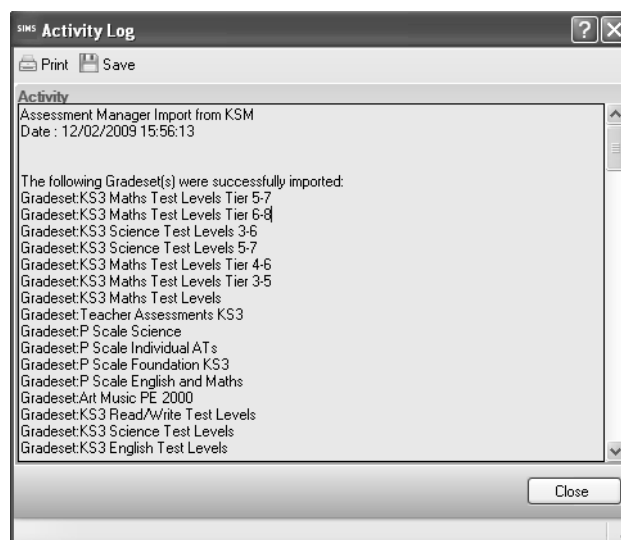 SIMS Activity Log
Print Save
Activity
Assessment Manager Import from KSM
Date : 12/02/2009 15:56:13
The following Gradeset(s) were successfully imported:
Gradeset:KS3 Maths Test Levels Tier 5-7
Gradeset:KS3 Maths Test Levels Tier 6-8
Gradeset:KS3 Science Test Levels 3-6
Gradeset:KS3 Science Test Levels 5-7
Gradeset:KS3 Maths Test Levels Tier 4-6
Gradeset:KS3 Maths Test Levels Tier 3-5
Gradeset:KS3 Maths Test Levels
Gradeset:Teacher Assessments KS3
Gradeset:P Scale Science
Gradeset:P Scale Individual ATs
Gradeset:P Scale Foundation KS3
Gradeset:P Scale English and Maths
Gradeset:Art Music PE 2000
Gradeset:KS3 Read/Write Test Levels
Gradeset:KS3 Science Test Levels
Gradeset:KS3 English Test Levels
Close